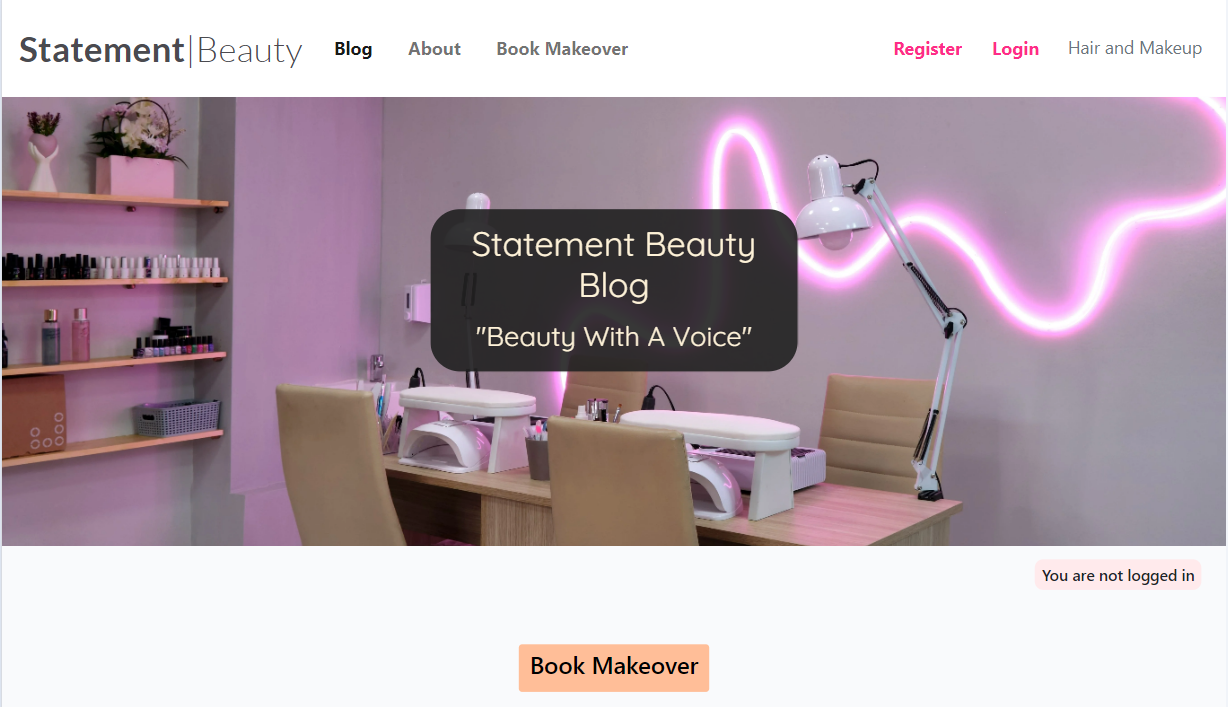 Statement|Beauty Blog About Book Makeover Register Login Hair and Makeup
Statement Beauty
Blog
"Beauty With A Voice"
You are not logged in
Book Makeover